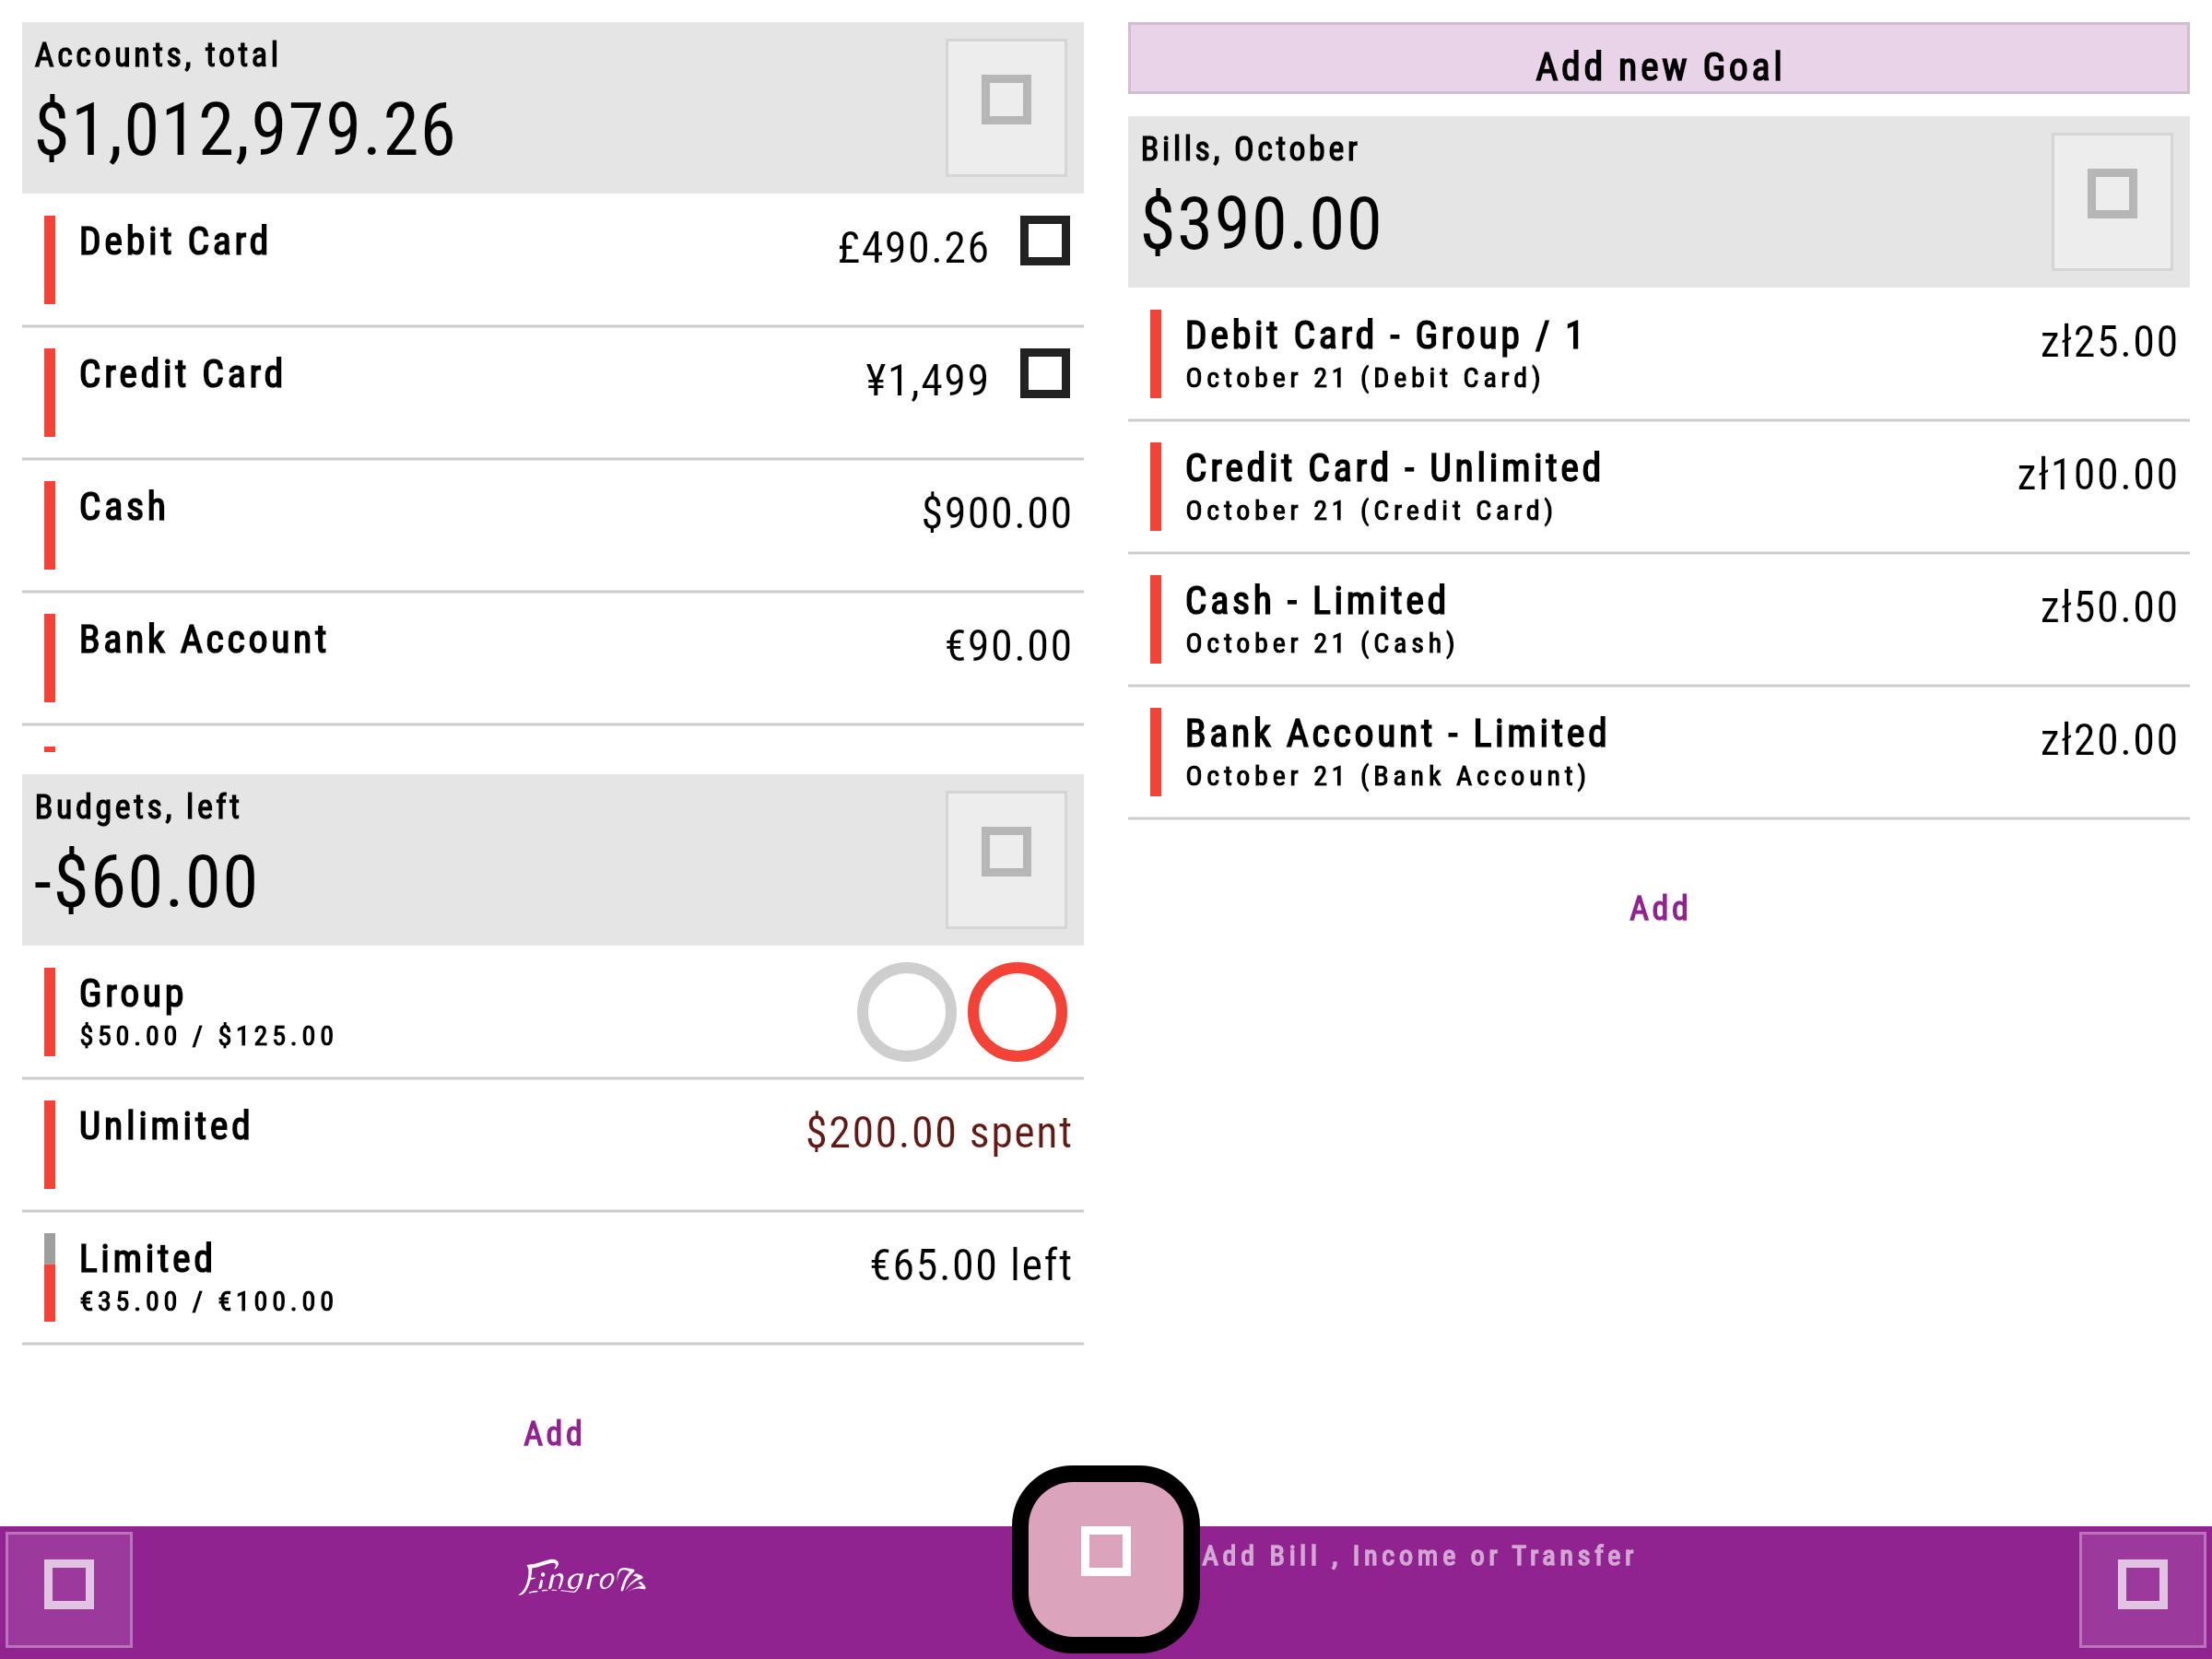 Accounts, total
$1,012,979.26
Debit Card
£490.26
Credit Card
¥1,499
Cash
$900.00
Bank Account
€90.00
Budgets, left
-$60.00
Group
$50.00 / $125.00
Unlimited
$200.00 spent
Limited
€35.00 / €100.00
€65.00 left
Add
Add new Goal
Bills, October
$390.00
Debit Card - Group / 1
zł25.00
October 21 (Debit Card)
Credit Card - Unlimited
zł100.00
October 21 (Credit Card)
Cash - Limited
zł50.00
October 21 (Cash)
Bank Account - Limited
zł20.00
October 21 (Bank Account)
Add
Fingro
Add Bill , Income or Transfer